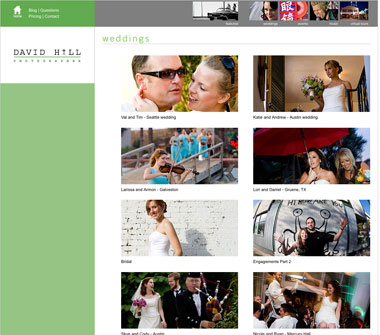 Home
Blog | Questions
Pricing | Contact
featured
weddings
events
music
virtual tours
DAVID HILL
PHOTOGRAPHER
weddings
Val and Tim - Seattle wedding
Katie and Andrew - Austin wedding
Larissa and Armon - Galveston
Lori and Daniel - Gruene, TX
Bridal
Engagements Part 2
Skye and Cody - Austin
Nicole and Ryan - Mercury Hall